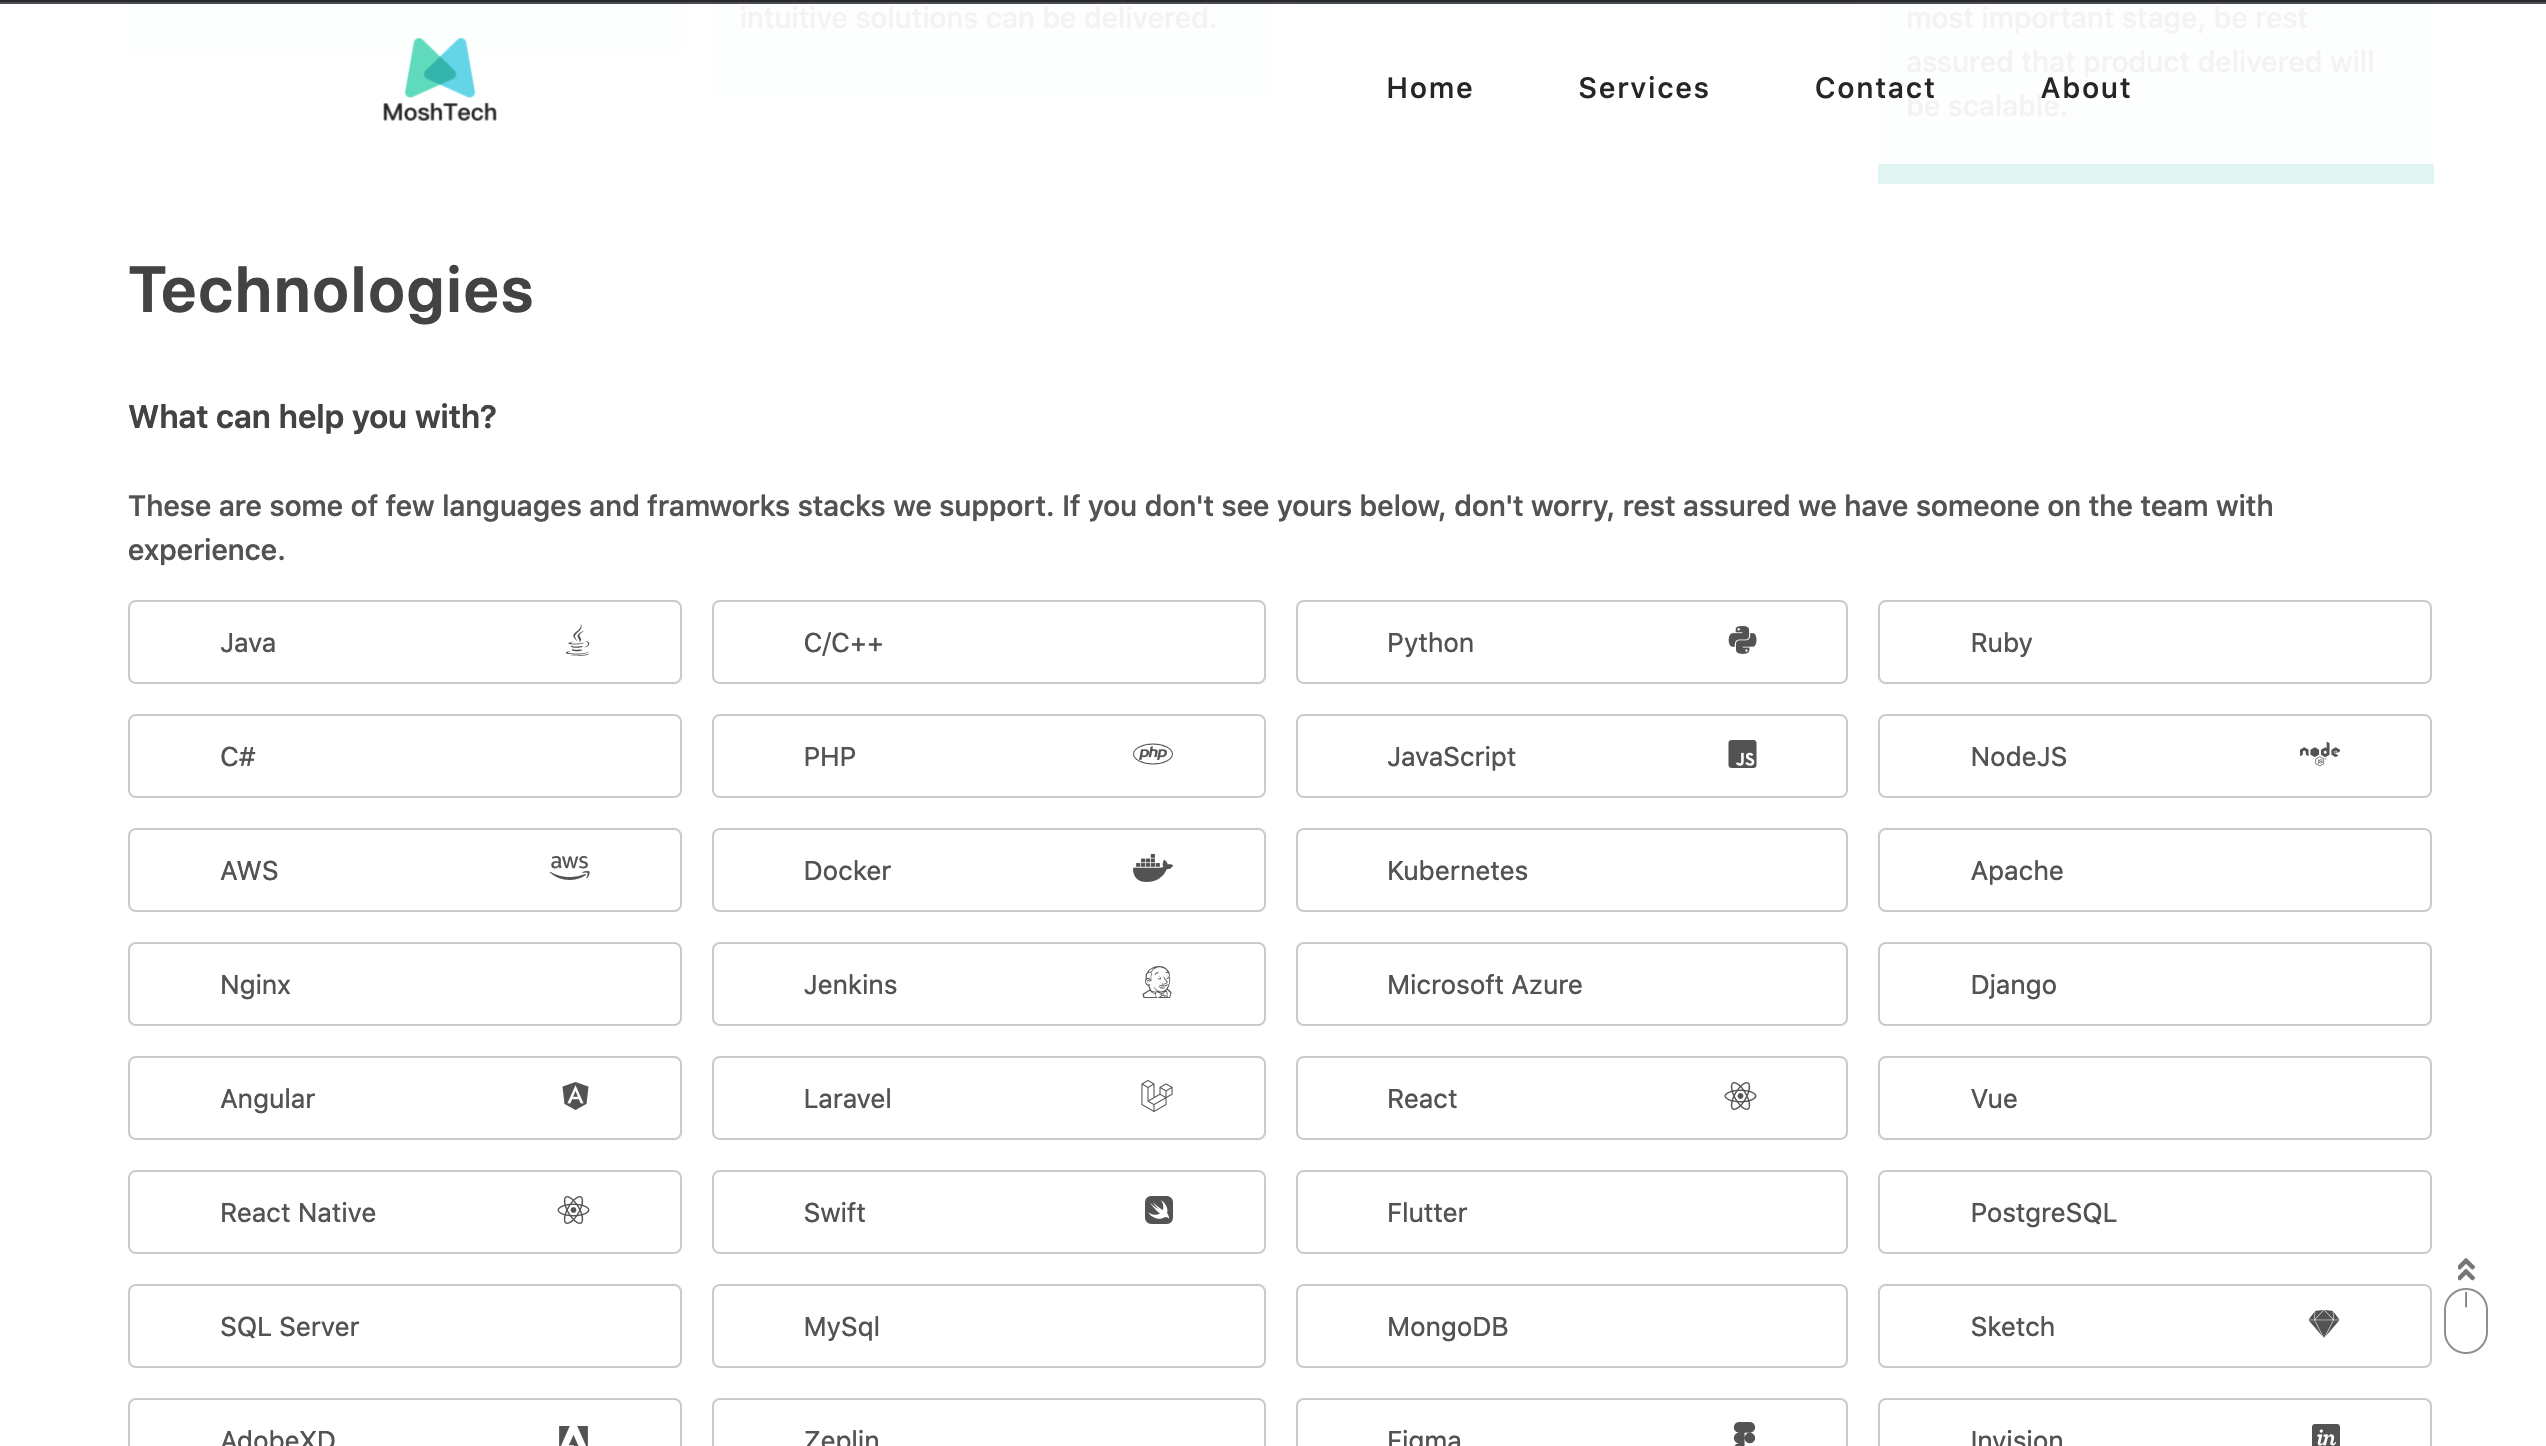 intuitive solutions can be delivered.
most important stage, be rest
assured that product delivered will
be scalable.
MoshTech
Home Services Contact About
Technologies
What can help you with?
These are some of few languages and framworks stacks we support. If you don't see yours below, don't worry, rest assured we have someone on the team with
experience.
Java C/C++ Python Ruby
C# PHP php JavaScript JS NodeJS node
AWS aws Docker Kubernetes Apache
Nginx Jenkins Microsoft Azure Django
Angular Laravel React Vue
React Native Swift Flutter PostgreSQL
SQL Server MySql MongoDB Sketch
AdobeXD Zeplin Figma Invision in